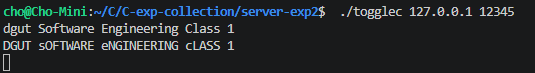 cho@Cho-Mini:~/C/C-exp-collection/server-exp2$ ./togglec 127.0.0.1 12345
dgut Software Engineering Class 1
DGUT sOFTWARE eNGINEERING cLASS 1